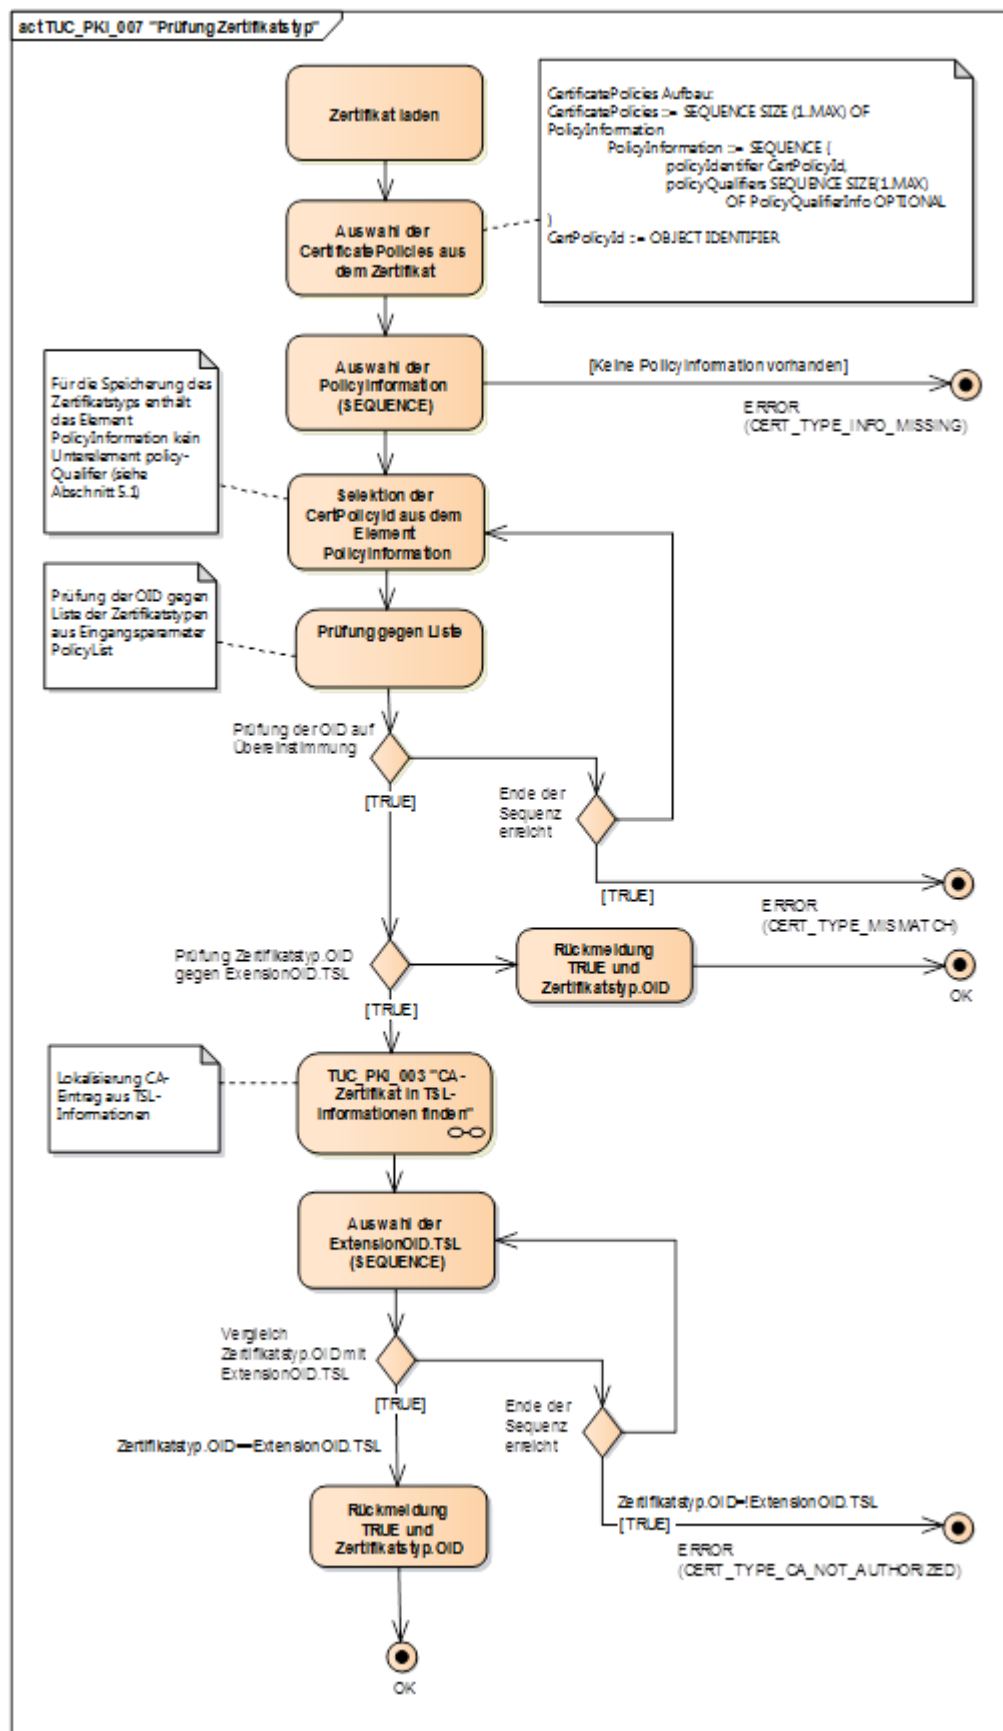 act TUC_PKI_007 "Prüfung Zertifikatstyp"
Zertifikat laden
CertificatePolicies Aufbau:
CertificatePolicies ::= SEQUENCE SIZE (1..MAX) OF
PolicyInformation
PolicyInformation ::= SEQUENCE {
policyIdentifier CertPolicyId,
policyQualifiers SEQUENCE SIZE(1..MAX)
OF PolicyQualifierInfo OPTIONAL
}
CertPolicyId ::= OBJECT IDENTIFIER
Auswahl der
CertificatePolicies aus
dem Zertifikat
Auswahl der
PolicyInformation
(SEQUENCE)
[Keine PolicyInformation vorhanden]
ERROR
(CERT_TYPE_INFO_MISSING)
Für die Speicherung des
Zertifikatstyps enthält
das Element
PolicyInformation kein
Unterelement policy-
Qualifier (siehe
Abschnitt 5.1)
Selektion der
CertPolicyId aus dem
Element
PolicyInformation
Prüfung der OID gegen
Liste der Zertifikatstypen
aus Eingangsparameter
PolicyList
Prüfung gegen Liste
Prüfung der OID auf
Übereinstimmung
[TRUE]
Ende der
Sequenz
erreicht
[TRUE]
ERROR
(CERT_TYPE_MISMATCH)
Prüfung Zertifikatstyp.OID
gegen ExensionOID.TSL
[TRUE]
Rückmeldung
TRUE und
Zertifikatstyp.OID
OK
Lokalisierung CA-
Eintrag aus TSL-
Informationen
TUC_PKI_003 "CA-
Zertifikat in TSL-
Informationen finden"
Auswahl der
ExtensionOID.TSL
(SEQUENCE)
Vergleich
Zertifikatstyp.OID mit
ExtensionOID.TSL
[TRUE]
Ende der
Sequenz
erreicht
Zertifikatstyp.OID==ExtensionOID.TSL
Zertifikatstyp.OID=!ExtensionOID.TSL
[TRUE]
ERROR
(CERT_TYPE_CA_NOT_AUTHORIZED)
Rückmeldung
TRUE und
Zertifikatstyp.OID
OK